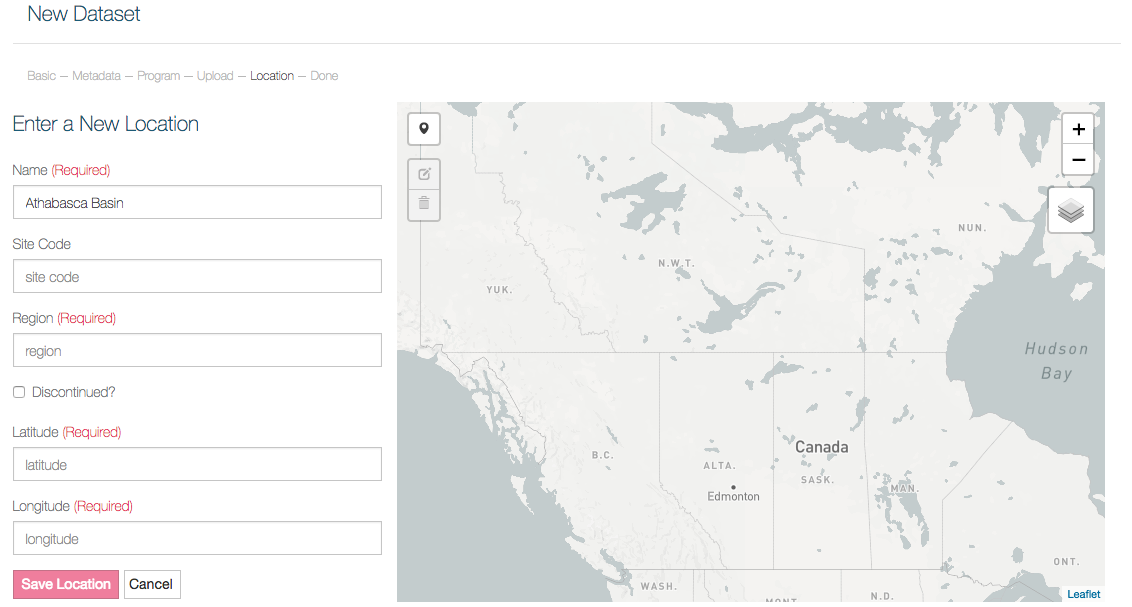 New Dataset
Basic — Metadata — Program — Upload — Location — Done
Enter a New Location
Name (Required)
Athabasca Basin
Site Code
site code
Region (Required)
region
Discontinued?
Latitude (Required)
latitude
Longitude (Required)
longitude
Save Location Cancel
+
−
NUN.
N.W.T.
YUK.
Hudson
Bay
Canada
B.C.
ALTA.
SASK.
MAN.
Edmonton
ONT.
WASH.
MONT.
N.D.
Leaflet